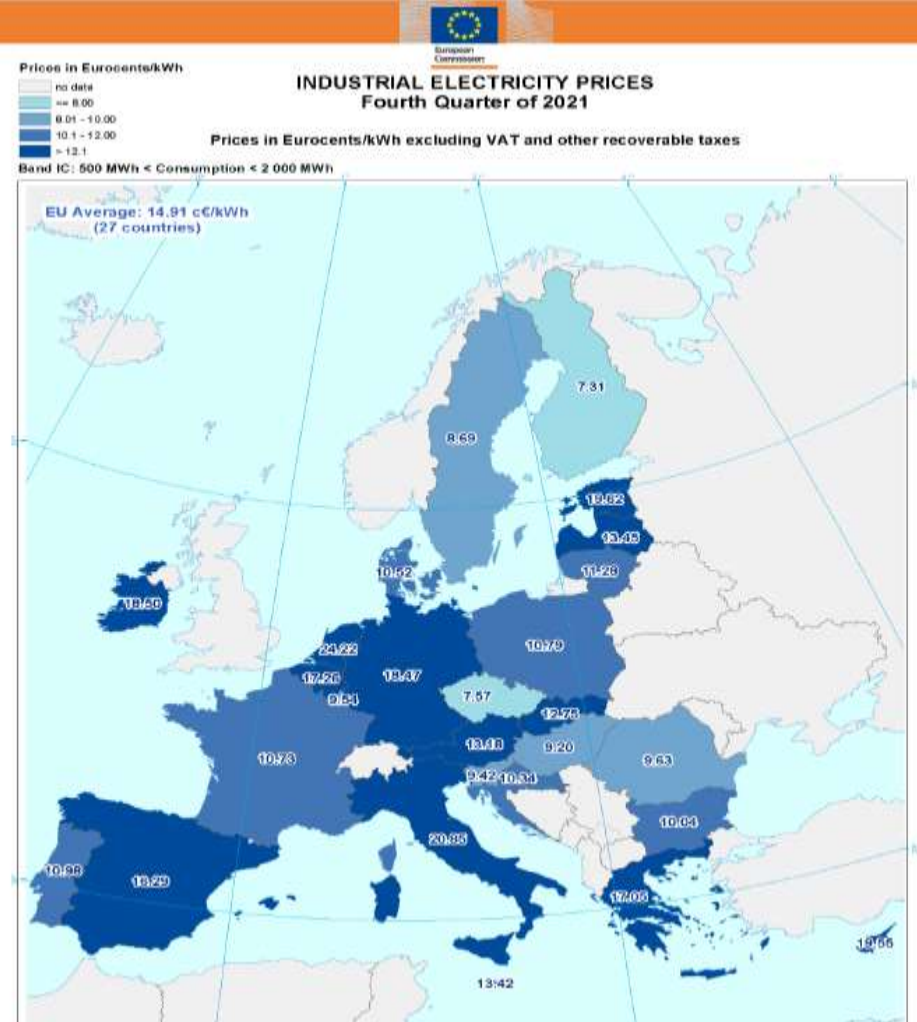 European
Commission
Prices in Eurocents/kWh
no data
8.00
8.01 - 10.00
10.1 - 12.00
> 12.1
INDUSTRIAL ELECTRICITY PRICES
Fourth Quarter of 2021
Prices in Eurocents/kWh excluding VAT and other recoverable taxes
Band IC: 500 MWh < Consumption < 2 000 MWh
EU Average: 14.91 c€/kWh
(27 countries)
7.31
8.69
13.45
11.28
10.52
18.50
24.22
10.79
17.26
18.47
9.54
7.57
12.75
13.18
9.20
10.73
9.63
9.42
10.34
10.04
20.85
10.98
17.05
13.42